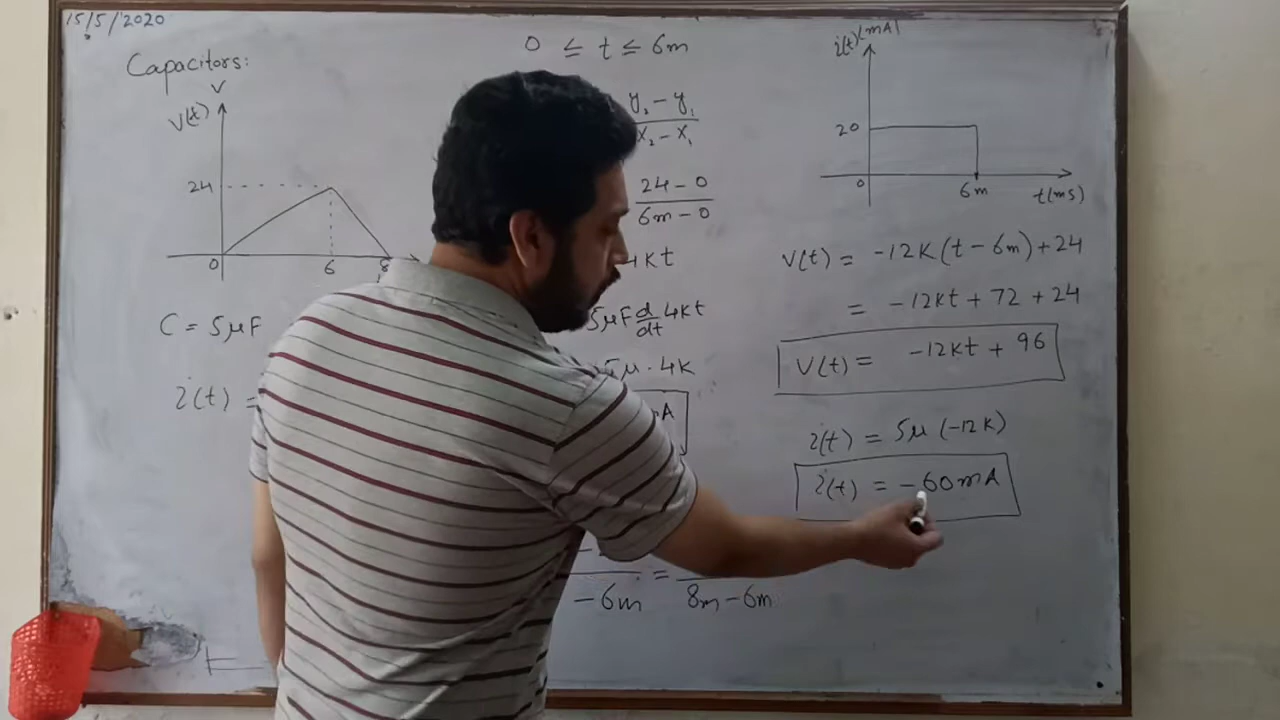 15/5/2020
Capacitors:
V
V(t)
24
0 6 8
C = 5μF
i(t) =
0 ≤ t ≤ 6m
y₂ - y₁
x₂ - x₁
24 - 0
6m - 0
4kt
5μF d/dt 4kt
5μ . 4k
A
- 6m = 8m - 6m
i(t)(mA)
20
0 6m t(ms)
V(t) = -12K(t - 6m) + 24
= -12kt + 72 + 24
V(t) = -12kt + 96
i(t) = 5μ (-12k)
i(t) = -60mA